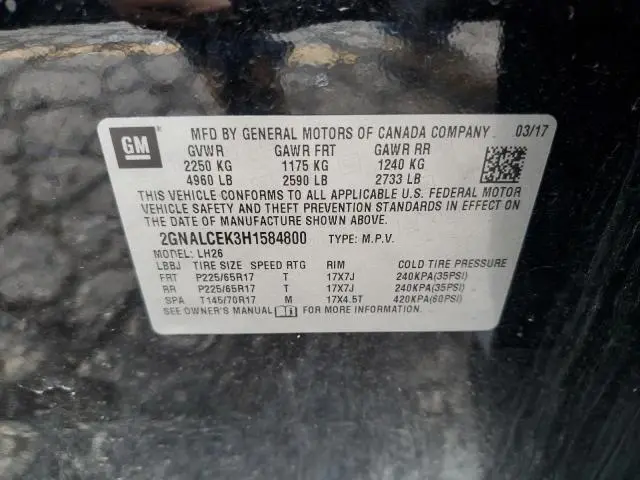 GM MFD BY GENERAL MOTORS OF CANADA COMPANY 03/17
GVWR GAWR FRT GAWR RR
2250 KG 1175 KG 1240 KG
4960 LB 2590 LB 2733 LB
THIS VEHICLE CONFORMS TO ALL APPLICABLE U.S. FEDERAL MOTOR
VEHICLE SAFETY AND THEFT PREVENTION STANDARDS IN EFFECT ON THE
DATE OF MANUFACTURE SHOWN ABOVE.
2GNALCEK3H1584800 TYPE: M.P.V.
MODEL: LH26
LBBJ TIRE SIZE SPEED RTG RIM COLD TIRE PRESSURE
FRT P225/65R17 T 17X7J 240KPA(35PSI)
RR P225/65R17 T 17X7J 240KPA(35PSI)
SPA T145/70R17 M 17X4.5T 420KPA(60PSI)
SEE OWNER'S MANUAL FOR MORE INFORMATION.